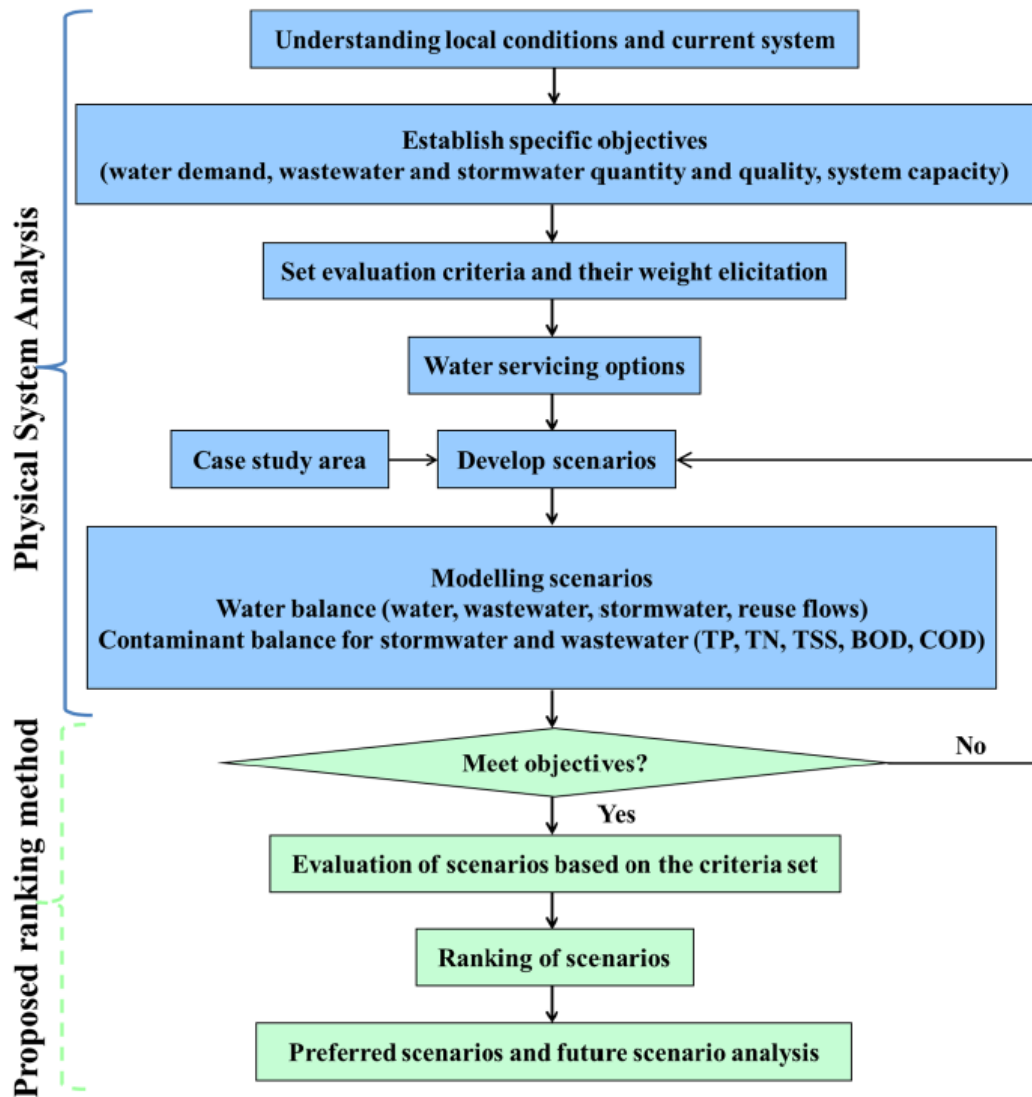 Physical System Analysis
Understanding local conditions and current system
Establish specific objectives
(water demand, wastewater and stormwater quantity and quality, system capacity)
Set evaluation criteria and their weight elicitation
Water servicing options
Case study area
Develop scenarios
Modelling scenarios
Water balance (water, wastewater, stormwater, reuse flows)
Contaminant balance for stormwater and wastewater (TP, TN, TSS, BOD, COD)
Proposed ranking method
Meet objectives?
No
Yes
Evaluation of scenarios based on the criteria set
Ranking of scenarios
Preferred scenarios and future scenario analysis